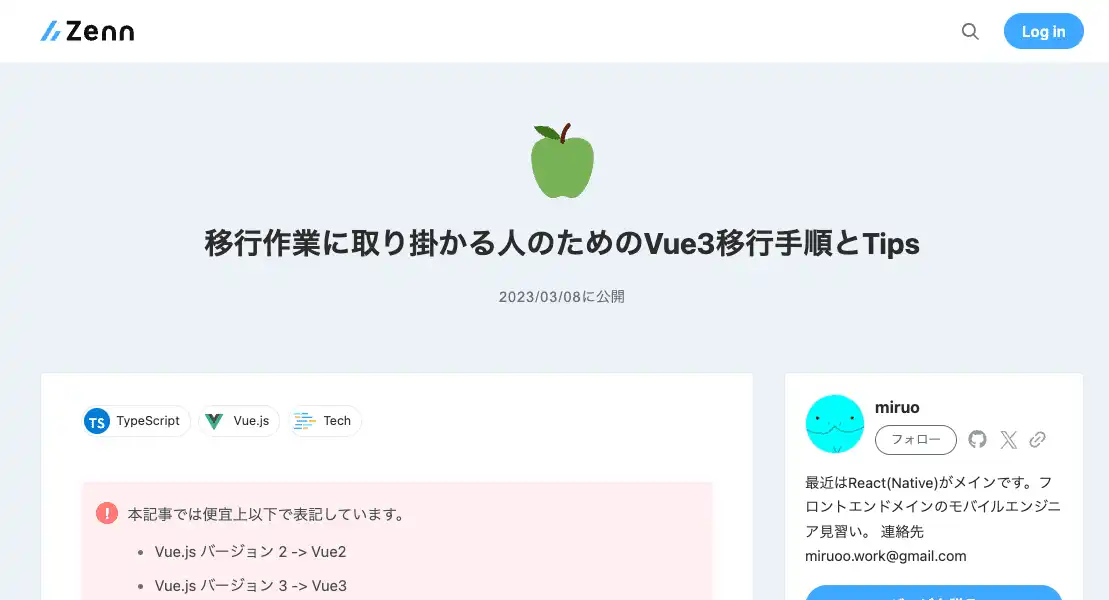 Zenn
Log in
移行作業に取り掛かる人のためのVue3移行手順とTips
2023/03/08に公開
TS TypeScript
Vue.js
Tech
! 本記事では便宜上以下で表記しています。
• Vue.js バージョン 2 -> Vue2
• Vue.js バージョン 3 -> Vue3
miruo
フォロー
最近はReact(Native)がメインです。フ
ロントエンドメインのモバイルエンジニ
ア見習い。 連絡先
miruoo.work@gmail.com